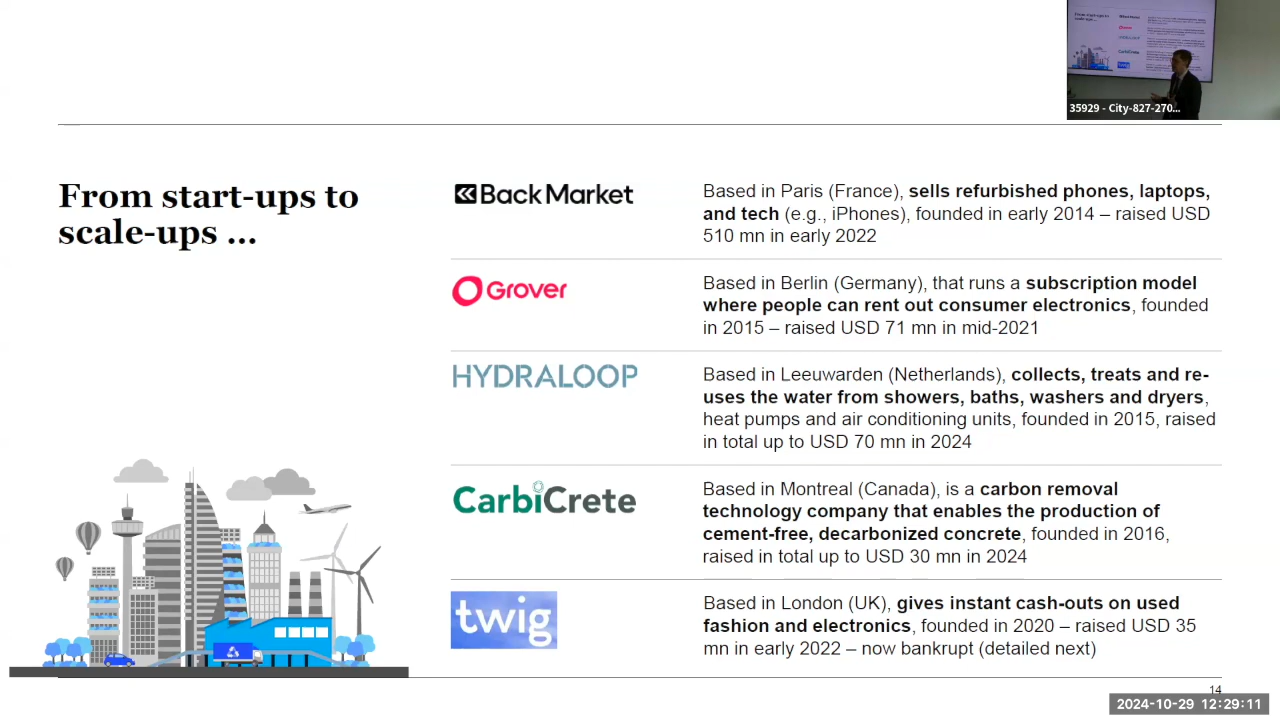 35929 - City-827-270...
From start-ups to
scale-ups ...
Back Market
Based in Paris (France), sells refurbished phones, laptops,
and tech (e.g., iPhones), founded in early 2014 – raised USD
510 mn in early 2022
Grover
Based in Berlin (Germany), that runs a subscription model
where people can rent out consumer electronics, founded
in 2015 – raised USD 71 mn in mid-2021
HYDRALOOP
Based in Leeuwarden (Netherlands), collects, treats and re-
uses the water from showers, baths, washers and dryers,
heat pumps and air conditioning units, founded in 2015, raised
in total up to USD 70 mn in 2024
CarbiCrete
Based in Montreal (Canada), is a carbon removal
technology company that enables the production of
cement-free, decarbonized concrete, founded in 2016,
raised in total up to USD 30 mn in 2024
twig
Based in London (UK), gives instant cash-outs on used
fashion and electronics, founded in 2020 – raised USD 35
mn in early 2022 – now bankrupt (detailed next)
14
2024-10-29 12:29:11